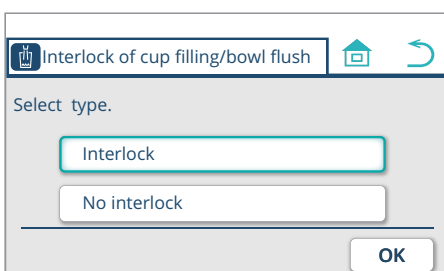 Interlock of cup filling/bowl flush
Select type.
Interlock
No interlock
OK